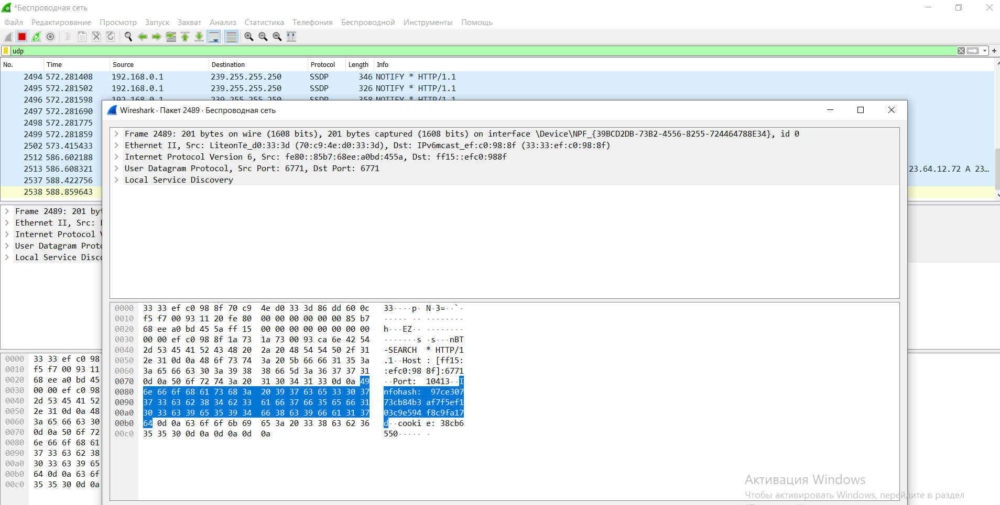 *Беспроводная сеть
Файл Редактирование Просмотр Запуск Захват Анализ Статистика Телефония Беспроводной Инструменты Помощь
udp
No. Time Source Destination Protocol Length Info
2494 572.281408 192.168.0.1 239.255.255.250 SSDP 346 NOTIFY * HTTP/1.1
2495 572.281502 192.168.0.1 239.255.255.250 SSDP 326 NOTIFY * HTTP/1.1
2496 572.281598 192.168.0.1 239.255.255.250 SSDP 358 NOTIFY * HTTP/1.1
2497 572.281690
2498 572.281775
2499 572.281859
2502 573.415433
2512 586.602188
2513 586.608321 23.64.12.72 A 23…
2537 588.422756
2538 588.859643
Frame 2489: 201 byt
Ethernet II, Src:
Internet Protocol
User Datagram Proto
Local Service Disco
0000 33 33 ef c0 98
0010 f5 f7 00 93 11
0020 68 ee a0 bd 45
0030 00 00 ef c0 98
0040 2d 53 45 41 52
0050 2e 31 0d 0a 48
0060 3a 65 66 63 30
0070 0d 0a 50 6f 72
0080 6e 66 6f 68 61
0090 37 33 63 62 38
00a0 30 33 63 39 65
00b0 64 0d 0a 63 6f
00c0 35 35 30 0d 0a
Wireshark · Пакет 2489 · Беспроводная сеть
Frame 2489: 201 bytes on wire (1608 bits), 201 bytes captured (1608 bits) on interface \Device\NPF_{39BCD2DB-73B2-4556-8255-724464788E34}, id 0
Ethernet II, Src: LiteonTe_d0:33:3d (70:c9:4e:d0:33:3d), Dst: IPv6mcast_ef:c0:98:8f (33:33:ef:c0:98:8f)
Internet Protocol Version 6, Src: fe80::85b7:68ee:a0bd:455a, Dst: ff15::efc0:988f
User Datagram Protocol, Src Port: 6771, Dst Port: 6771
Local Service Discovery
0000 33 33 ef c0 98 8f 70 c9 4e d0 33 3d 86 dd 60 0c 33····p· N·3=··`·
0010 f5 f7 00 93 11 20 fe 80 00 00 00 00 00 00 85 b7 ····· ·· ········
0020 68 ee a0 bd 45 5a ff 15 00 00 00 00 00 00 00 00 h···EZ·· ········
0030 00 00 ef c0 98 8f 1a 73 1a 73 00 93 ca 6e 42 54 ·······s ·s···nBT
0040 2d 53 45 41 52 43 48 20 2a 20 48 54 54 50 2f 31 -SEARCH * HTTP/1
0050 2e 31 0d 0a 48 6f 73 74 3a 20 5b 66 66 31 35 3a .1··Host : [ff15:
0060 3a 65 66 63 30 3a 39 38 38 66 5d 3a 36 37 37 31 :efc0:98 8f]:6771
0070 0d 0a 50 6f 72 74 3a 20 31 30 34 31 33 0d 0a 49 ··Port: 10413··I
0080 6e 66 6f 68 61 73 68 3a 20 39 37 63 65 33 30 37 nfohash: 97ce307
0090 37 33 63 62 38 34 62 33 61 66 37 66 35 65 66 31 73cb84b3 af7f5ef1
00a0 30 33 63 39 65 35 39 34 66 38 63 39 66 61 31 37 03c9e594 f8c9fa17
00b0 64 0d 0a 63 6f 6f 6b 69 65 3a 20 33 38 63 62 36 d··cooki e: 38cb6
00c0 35 35 30 0d 0a 0d 0a 0d 0a 550····· ·
Активация Windows
Чтобы активировать Windows, перейдите в раздел